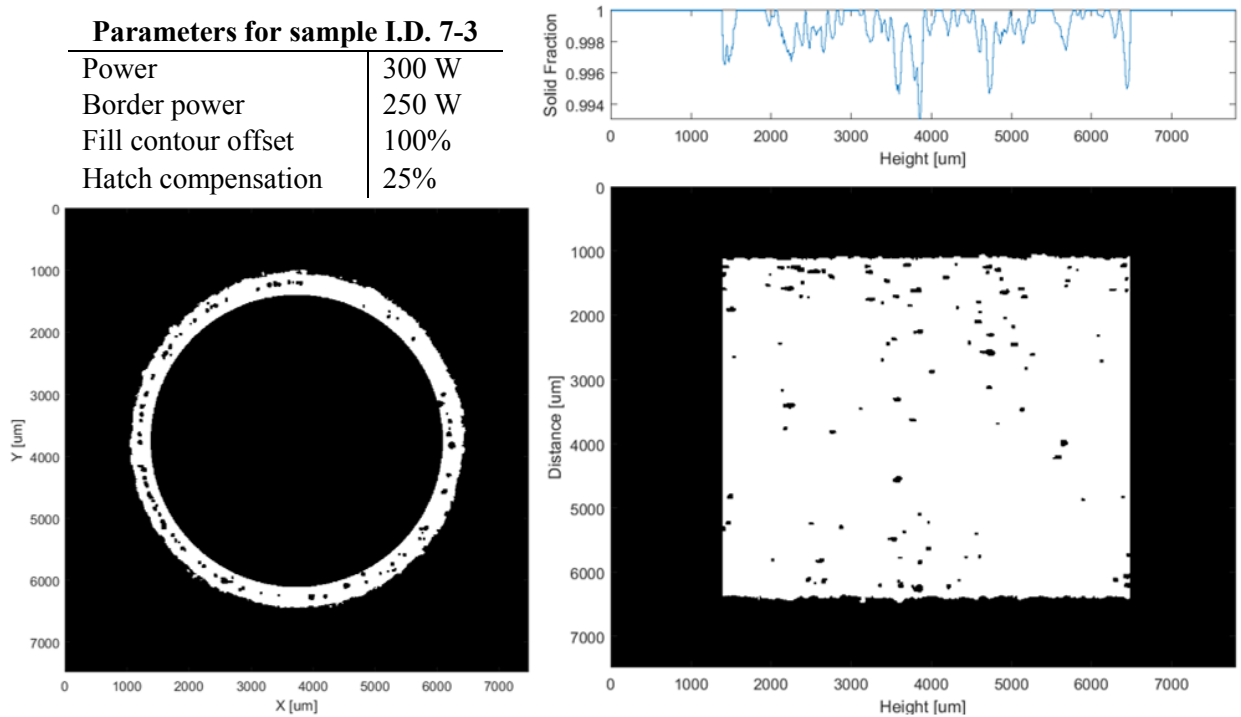 Parameters for sample I.D. 7-3
Power 300 W
Border power 250 W
Fill contour offset 100%
Hatch compensation 25%
Solid Fraction
1
0.998
0.996
0.994
0 1000 2000 3000 4000 5000 6000 7000
Height [um]
Y [um]
0
1000
2000
3000
4000
5000
6000
7000
0 1000 2000 3000 4000 5000 6000 7000
X [um]
Distance [um]
0
1000
2000
3000
4000
5000
6000
7000
0 1000 2000 3000 4000 5000 6000 7000
Height [um]